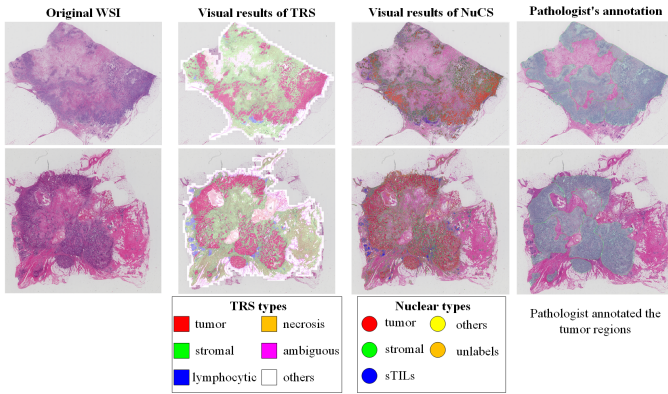 Original WSI
Visual results of TRS
Visual results of NuCS
Pathologist's annotation
TRS types
tumor
necrosis
stromal
ambiguous
lymphocytic
others
Nuclear types
tumor
others
stromal
unlabels
sTILs
Pathologist annotated the
tumor regions